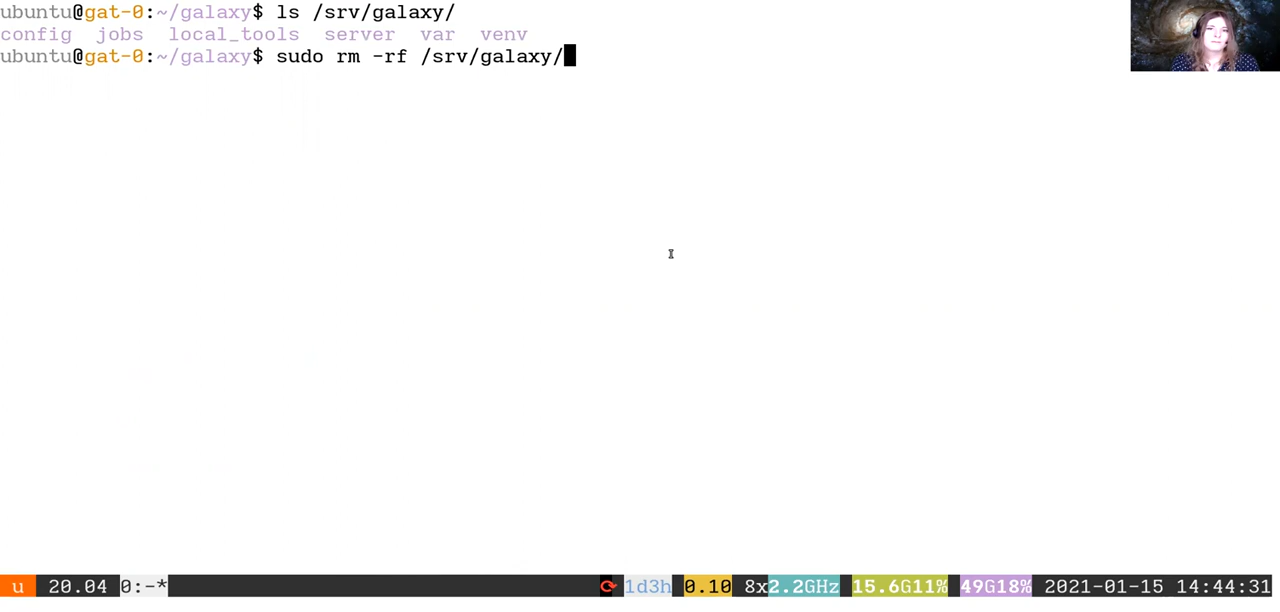 ubuntu@gat-0:~/galaxy$ ls /srv/galaxy/
config  jobs  local_tools  server  var  venv
ubuntu@gat-0:~/galaxy$ sudo rm -rf /srv/galaxy/
u 20.04 0:-* 1d3h 0.10 8x2.2GHz 15.6G11% 49G18% 2021-01-15 14:44:31